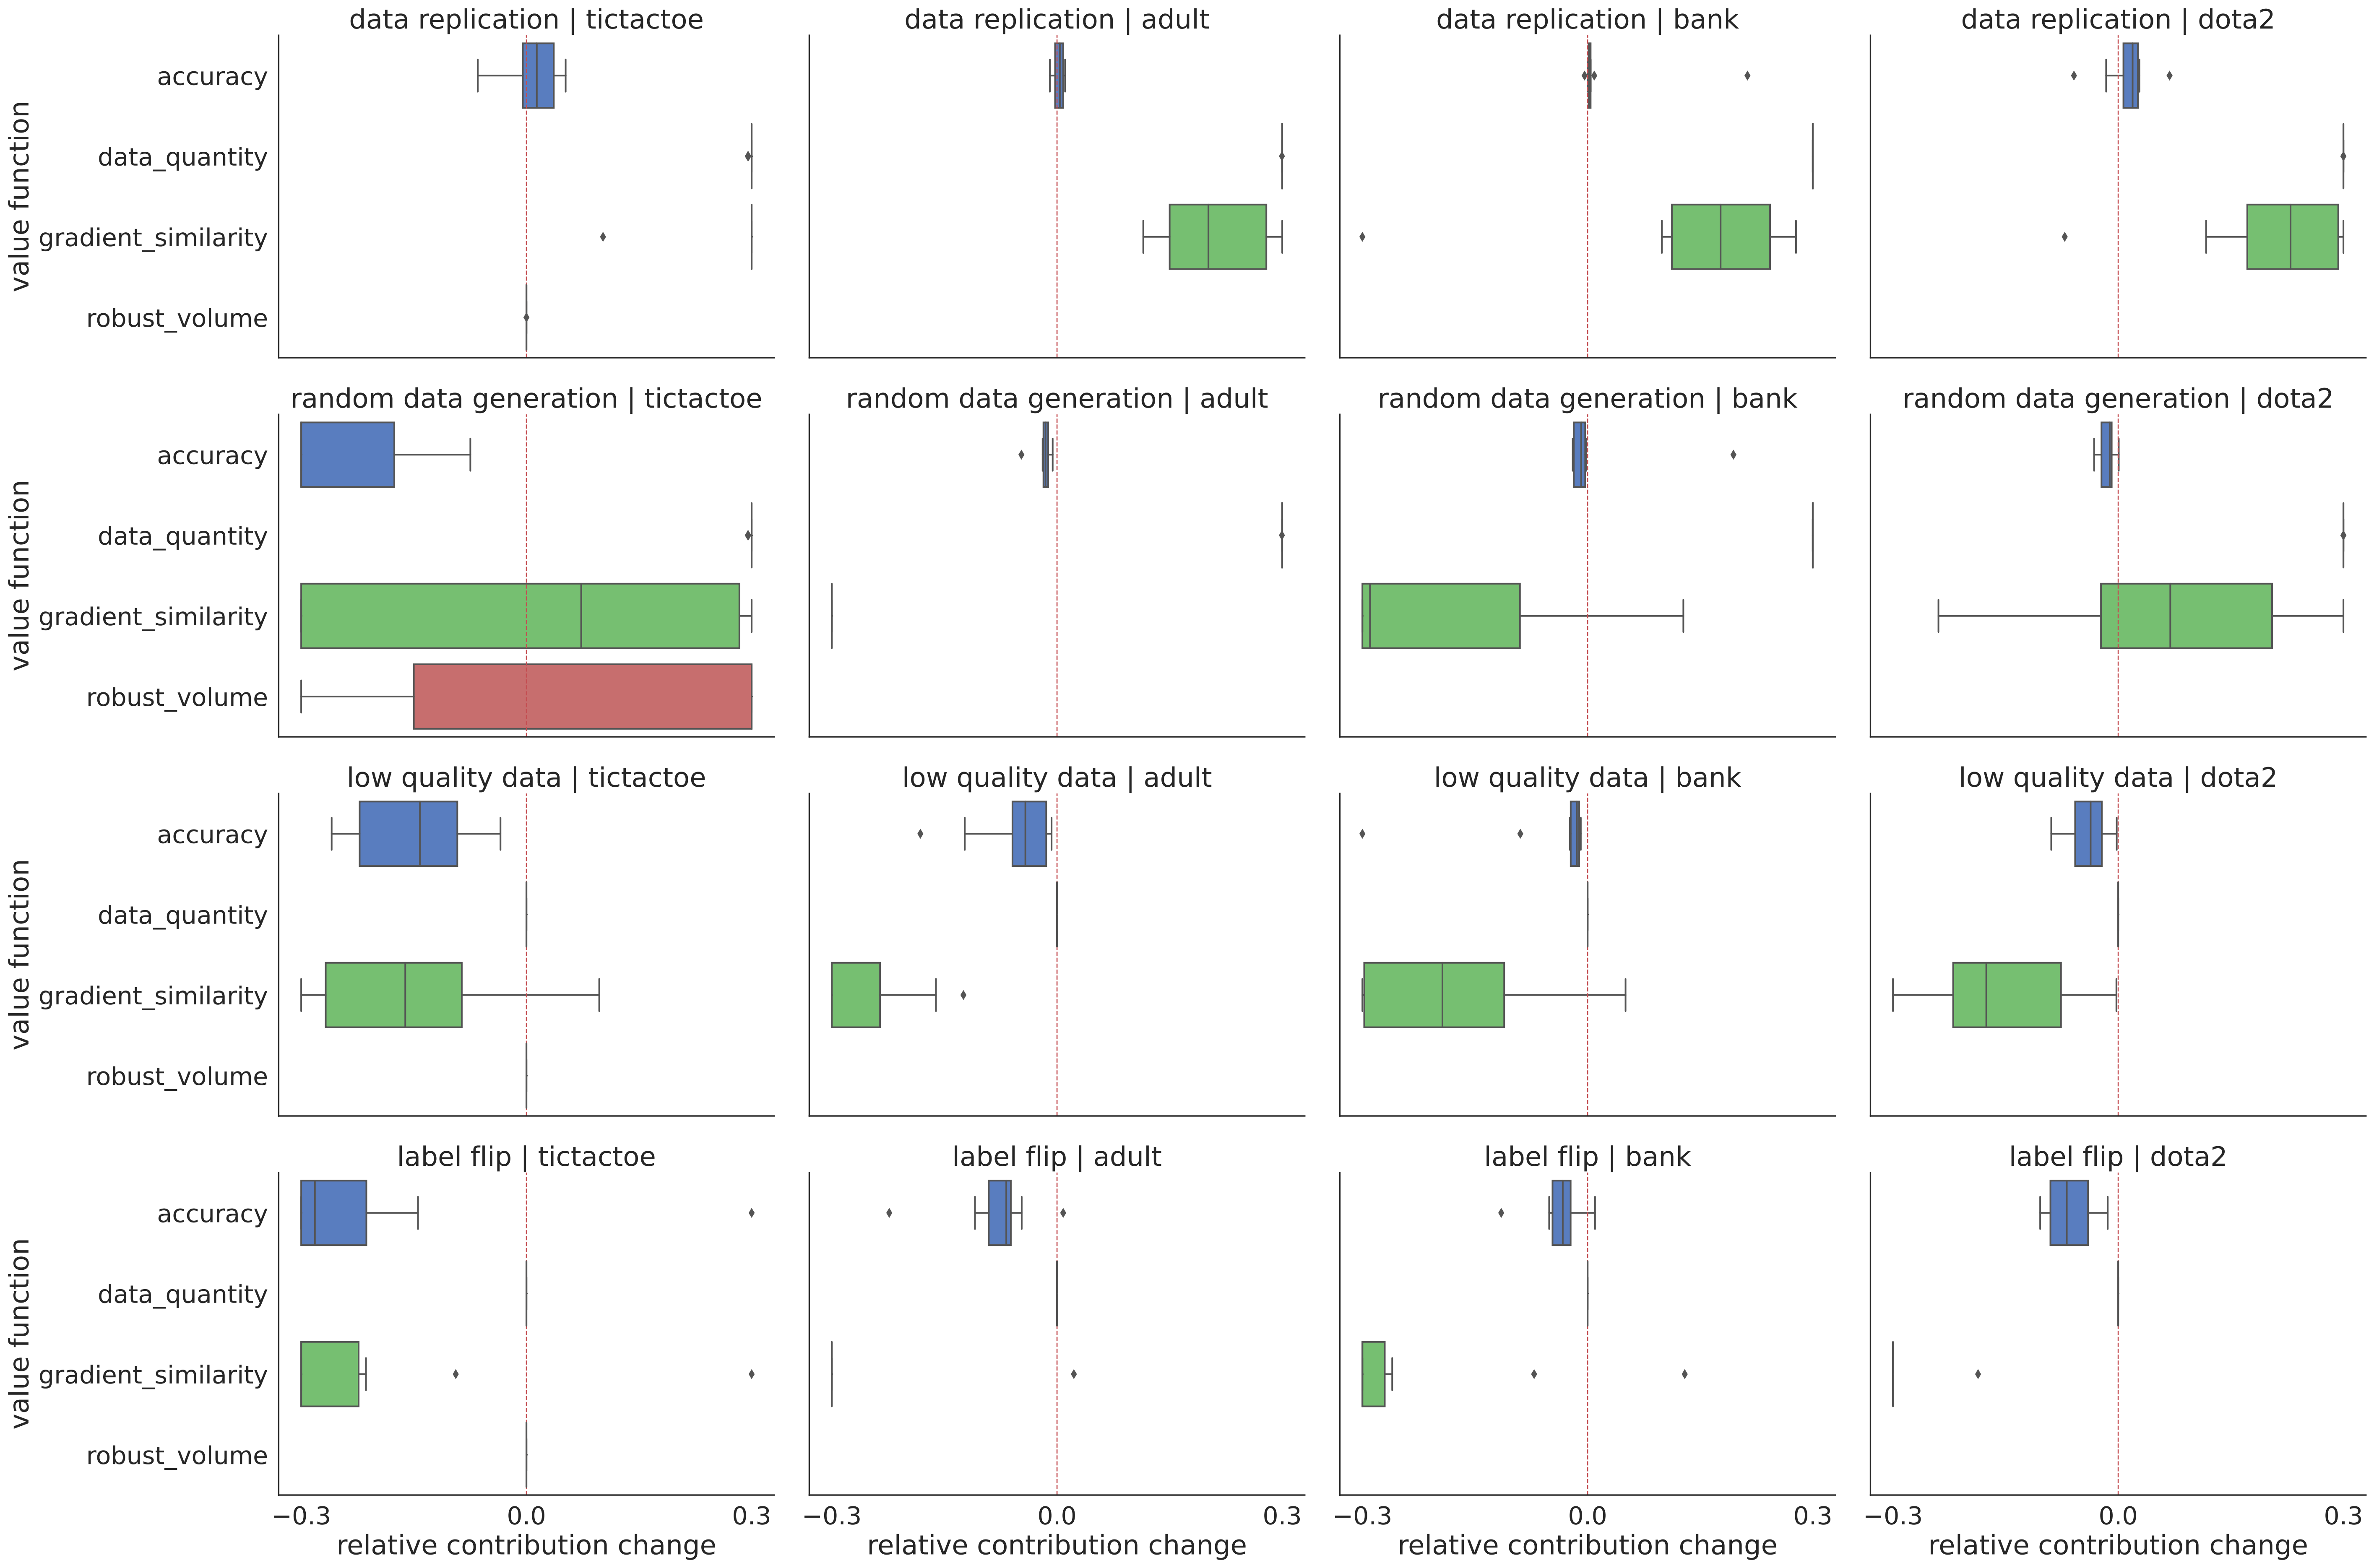 data replication | tictactoe
data replication | adult
data replication | bank
data replication | dota2
value function
accuracy
data_quantity
gradient_similarity
robust_volume
random data generation | tictactoe
random data generation | adult
random data generation | bank
random data generation | dota2
value function
accuracy
data_quantity
gradient_similarity
robust_volume
low quality data | tictactoe
low quality data | adult
low quality data | bank
low quality data | dota2
value function
accuracy
data_quantity
gradient_similarity
robust_volume
label flip | tictactoe
label flip | adult
label flip | bank
label flip | dota2
value function
accuracy
data_quantity
gradient_similarity
robust_volume
−0.3 0.0 0.3
relative contribution change
−0.3 0.0 0.3
relative contribution change
−0.3 0.0 0.3
relative contribution change
−0.3 0.0 0.3
relative contribution change